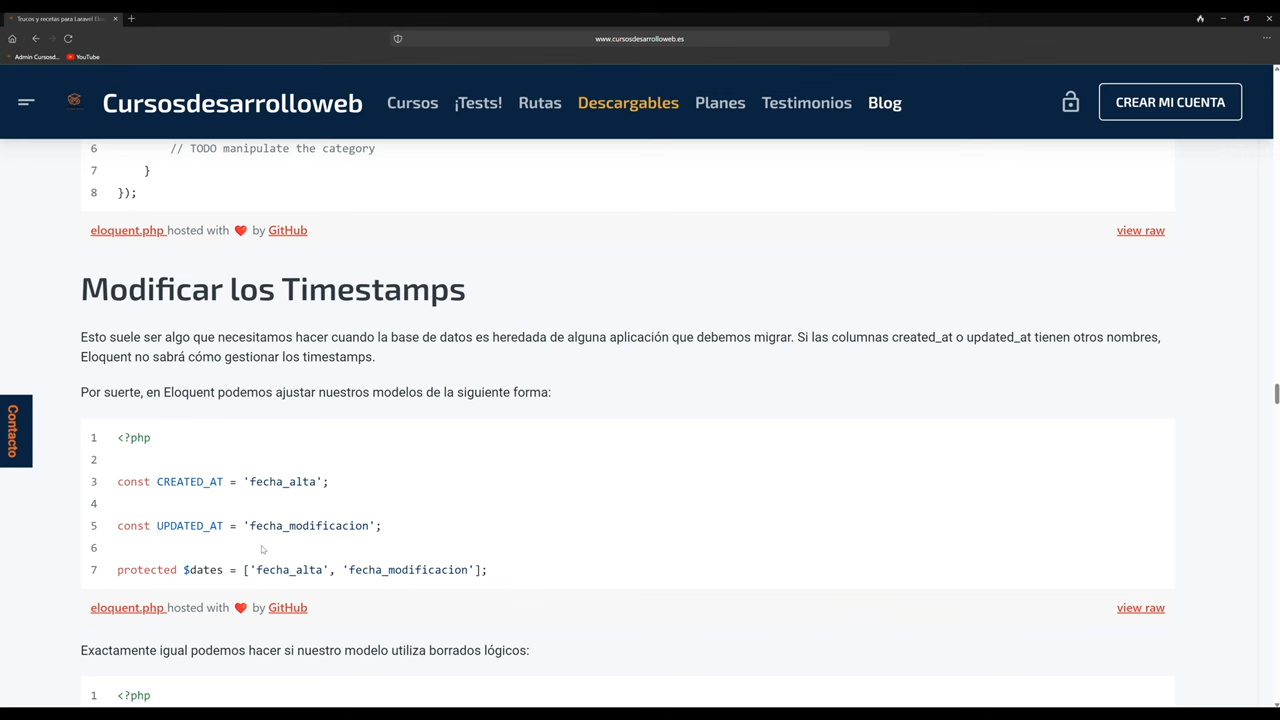 Trucos y recetas para Laravel Elo
Admin Cursosd... YouTube
www.cursosdesarrolloweb.es
Cursosdesarrolloweb Cursos ¡Tests! Rutas Descargables Planes Testimonios Blog CREAR MI CUENTA
6 // TODO manipulate the category
7 }
8 });
eloquent.php hosted with ❤ by GitHub view raw
Modificar los Timestamps
Esto suele ser algo que necesitamos hacer cuando la base de datos es heredada de alguna aplicación que debemos migrar. Si las columnas created_at o updated_at tienen otros nombres,
Eloquent no sabrá cómo gestionar los timestamps.
Por suerte, en Eloquent podemos ajustar nuestros modelos de la siguiente forma:
Contacto
1 <?php
2
3 const CREATED_AT = 'fecha_alta';
4
5 const UPDATED_AT = 'fecha_modificacion';
6
7 protected $dates = ['fecha_alta', 'fecha_modificacion'];
eloquent.php hosted with ❤ by GitHub view raw
Exactamente igual podemos hacer si nuestro modelo utiliza borrados lógicos:
1 <?php